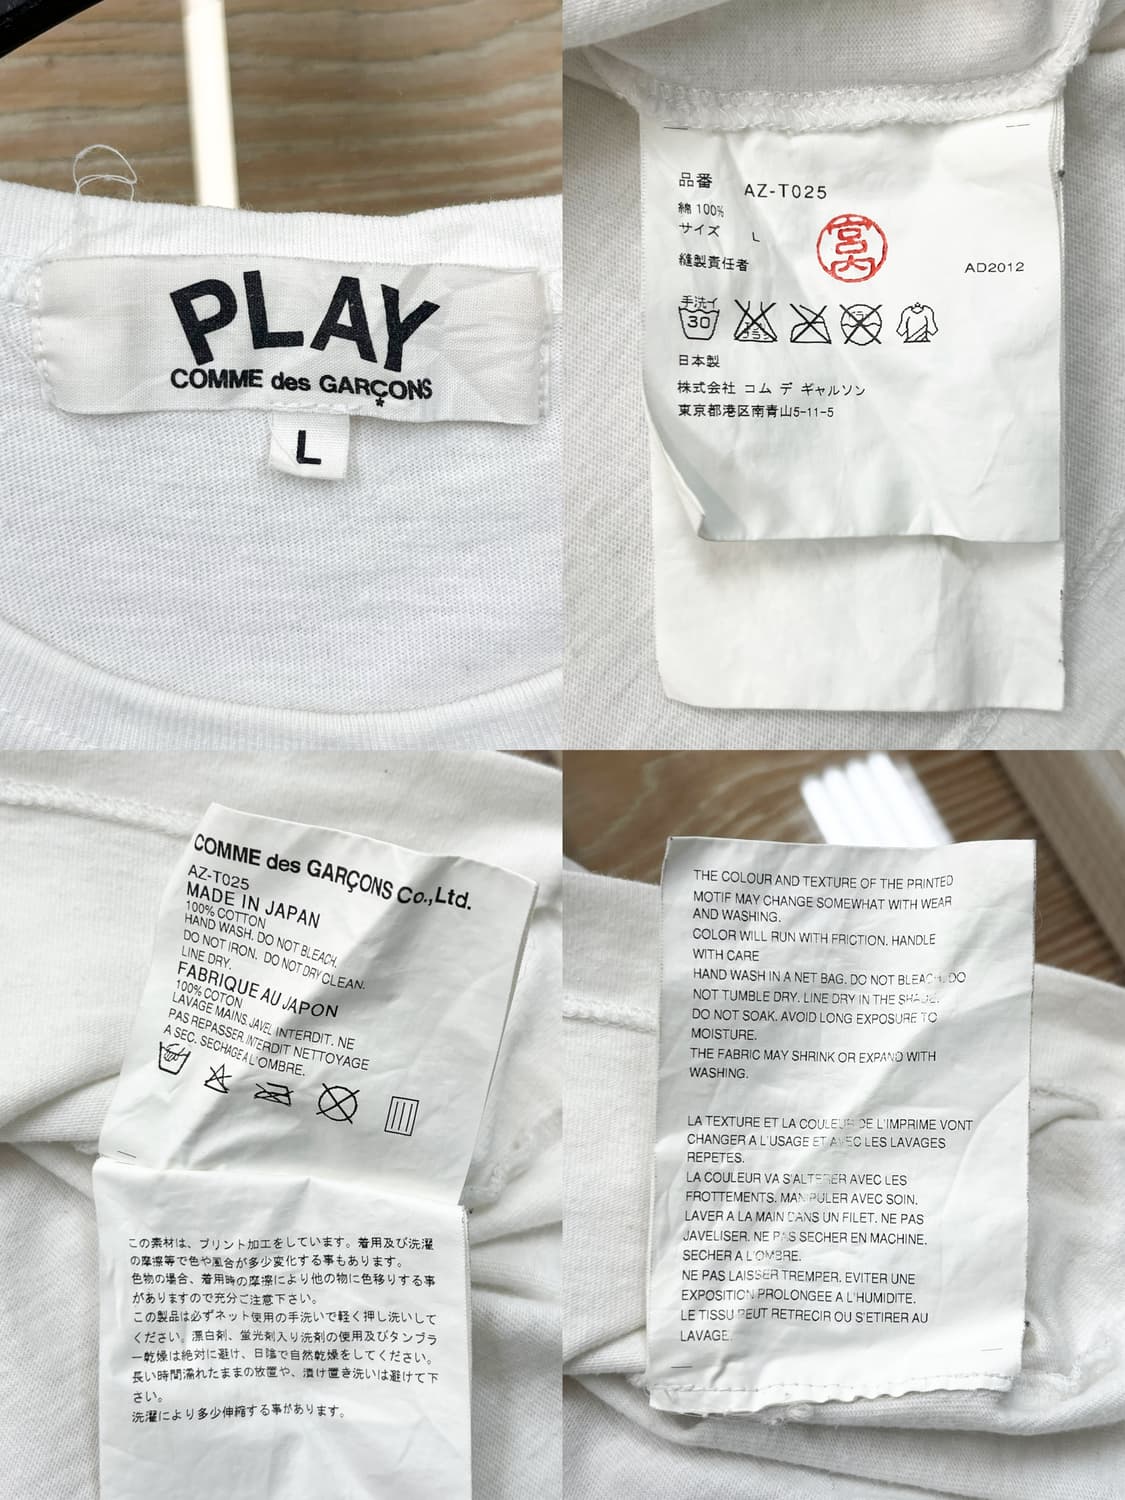 PLAY
COMME des GARÇONS
L
品番 AZ-T025
綿 100%
サイズ L
縫製責任者
宮内
AD2012
手洗イ
30
エンソ
サラシ
日本製
株式会社 コム デ ギャルソン
東京都港区南青山5-11-5
COMME des GARÇONS Co.,Ltd.
AZ-T025
MADE IN JAPAN
100% COTTON
HAND WASH. DO NOT BLEACH.
DO NOT IRON. DO NOT DRY CLEAN.
LINE DRY.
FABRIQUE AU JAPON
100% COTON
LAVAGE MAINS. JAVEL INTERDIT. NE
PAS REPASSER. INTERDIT NETTOYAGE
A SEC. SECHAGE A L'OMBRE.
この素材は、プリント加工をしています。着用及び洗濯
の摩擦等で色や風合が多少変化する事もあります。
色物の場合、着用時の摩擦により他の物に色移りする事
がありますので充分ご注意下さい。
この製品は必ずネット使用の手洗いで軽く押し洗いして
ください。漂白剤、蛍光剤入り洗剤の使用及びタンブラ
ー乾燥は絶対に避け、日陰で自然乾燥をしてください。
長い時間濡れたままの放置や、漬け置き洗いは避けて下
さい。
洗濯により多少伸縮する事があります。
THE COLOUR AND TEXTURE OF THE PRINTED
MOTIF MAY CHANGE SOMEWHAT WITH WEAR
AND WASHING.
COLOR WILL RUN WITH FRICTION. HANDLE
WITH CARE
HAND WASH IN A NET BAG. DO NOT BLEACH. DO
NOT TUMBLE DRY. LINE DRY IN THE SHADE.
DO NOT SOAK. AVOID LONG EXPOSURE TO
MOISTURE.
THE FABRIC MAY SHRINK OR EXPAND WITH
WASHING.
LA TEXTURE ET LA COULEUR DE L'IMPRIME VONT
CHANGER A L'USAGE ET AVEC LES LAVAGES
REPETES.
LA COULEUR VA S'ALTERER AVEC LES
FROTTEMENTS. MANIPULER AVEC SOIN.
LAVER A LA MAIN DANS UN FILET. NE PAS
JAVELISER. NE PAS SECHER EN MACHINE.
SECHER A L'OMBRE.
NE PAS LAISSER TREMPER. EVITER UNE
EXPOSITION PROLONGEE A L'HUMIDITE.
LE TISSU PEUT RETRECIR OU S'ETIRER AU
LAVAGE.